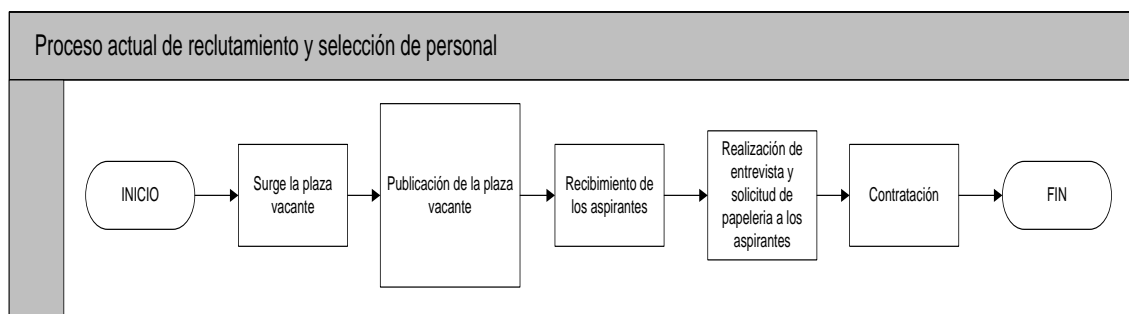 Proceso actual de reclutamiento y selección de personal
INICIO
Surge la plaza
vacante
Publicación de la plaza
vacante
Recibimiento de
los aspirantes
Realización de
entrevista y
solicitud de
papeleria a los
aspirantes
Contratación
FIN